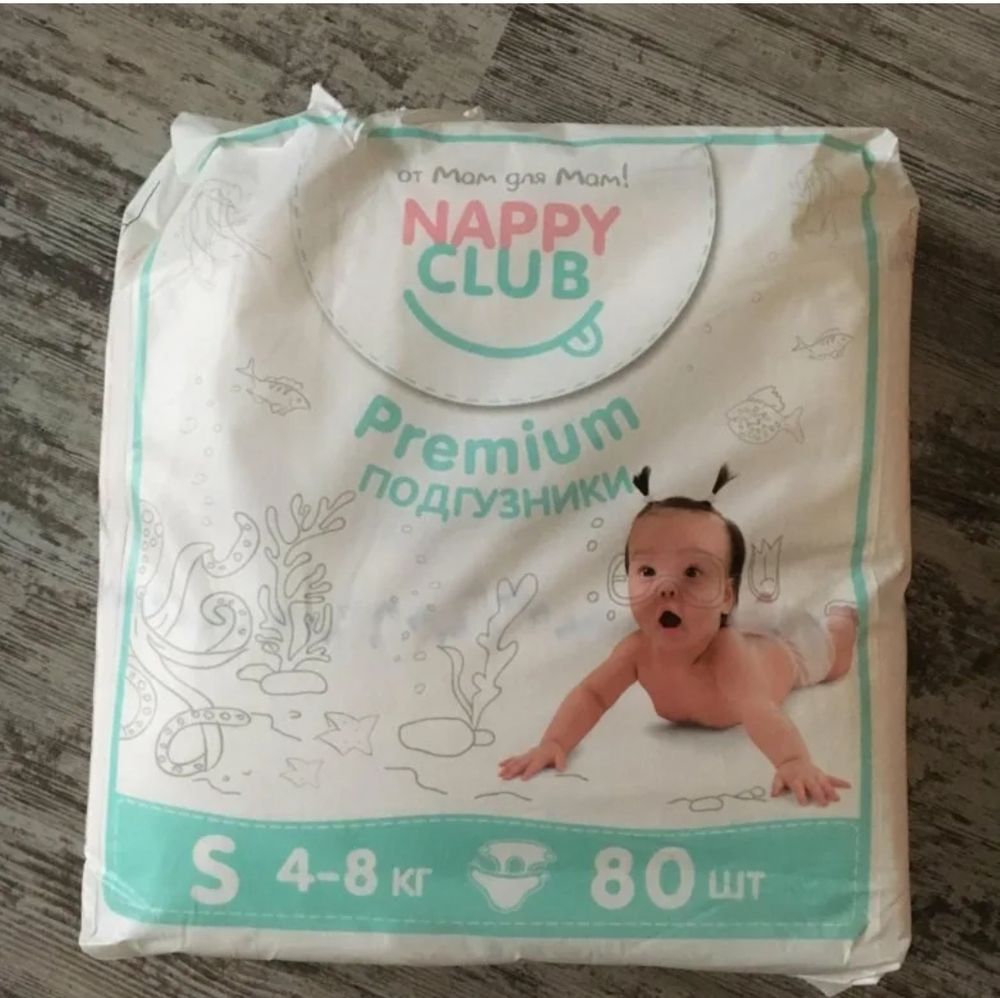 от Мам для Мам!
NAPPY
CLUB
Premium
ПОДГУЗНИКИ
S 4-8 кг 80 шт